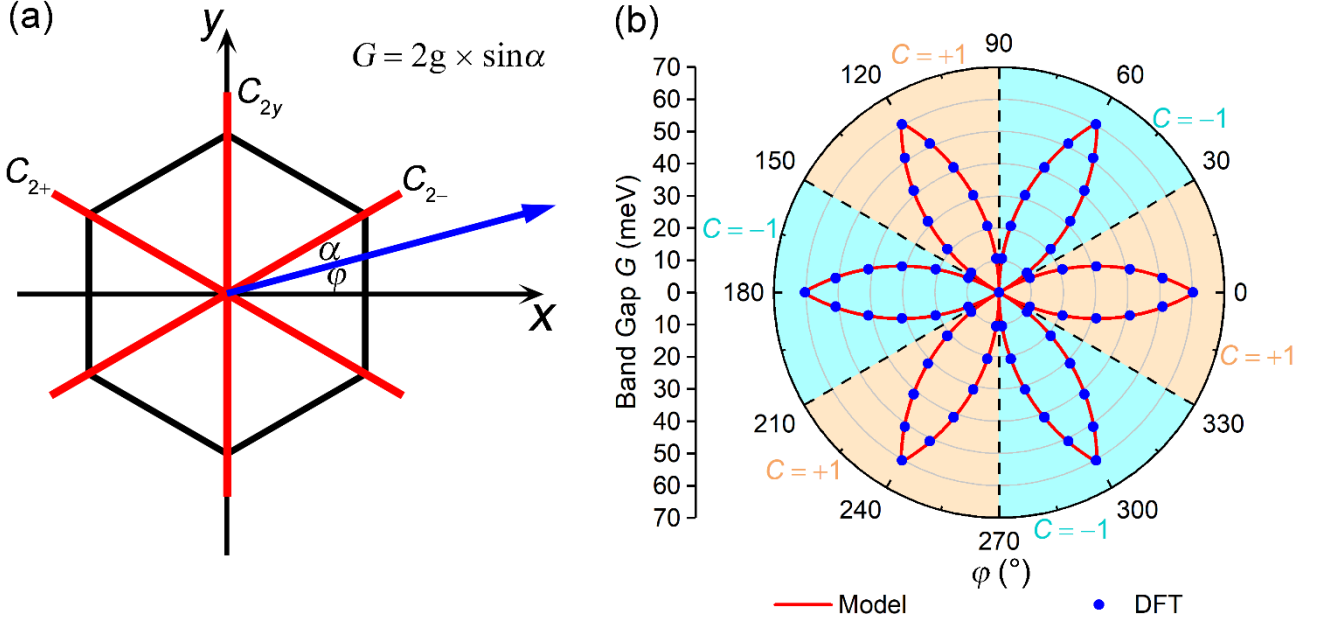 (a)
y
G = 2g × sinα
C2y
C2+
C2−
α
φ
x
(b)
90
C = +1
120
60
C = −1
150
30
C = −1
180
0
C = +1
210
330
C = +1
240
300
C = −1
270
φ (°)
Band Gap G (meV)
70
60
50
40
30
20
10
0
10
20
30
40
50
60
70
Model
DFT